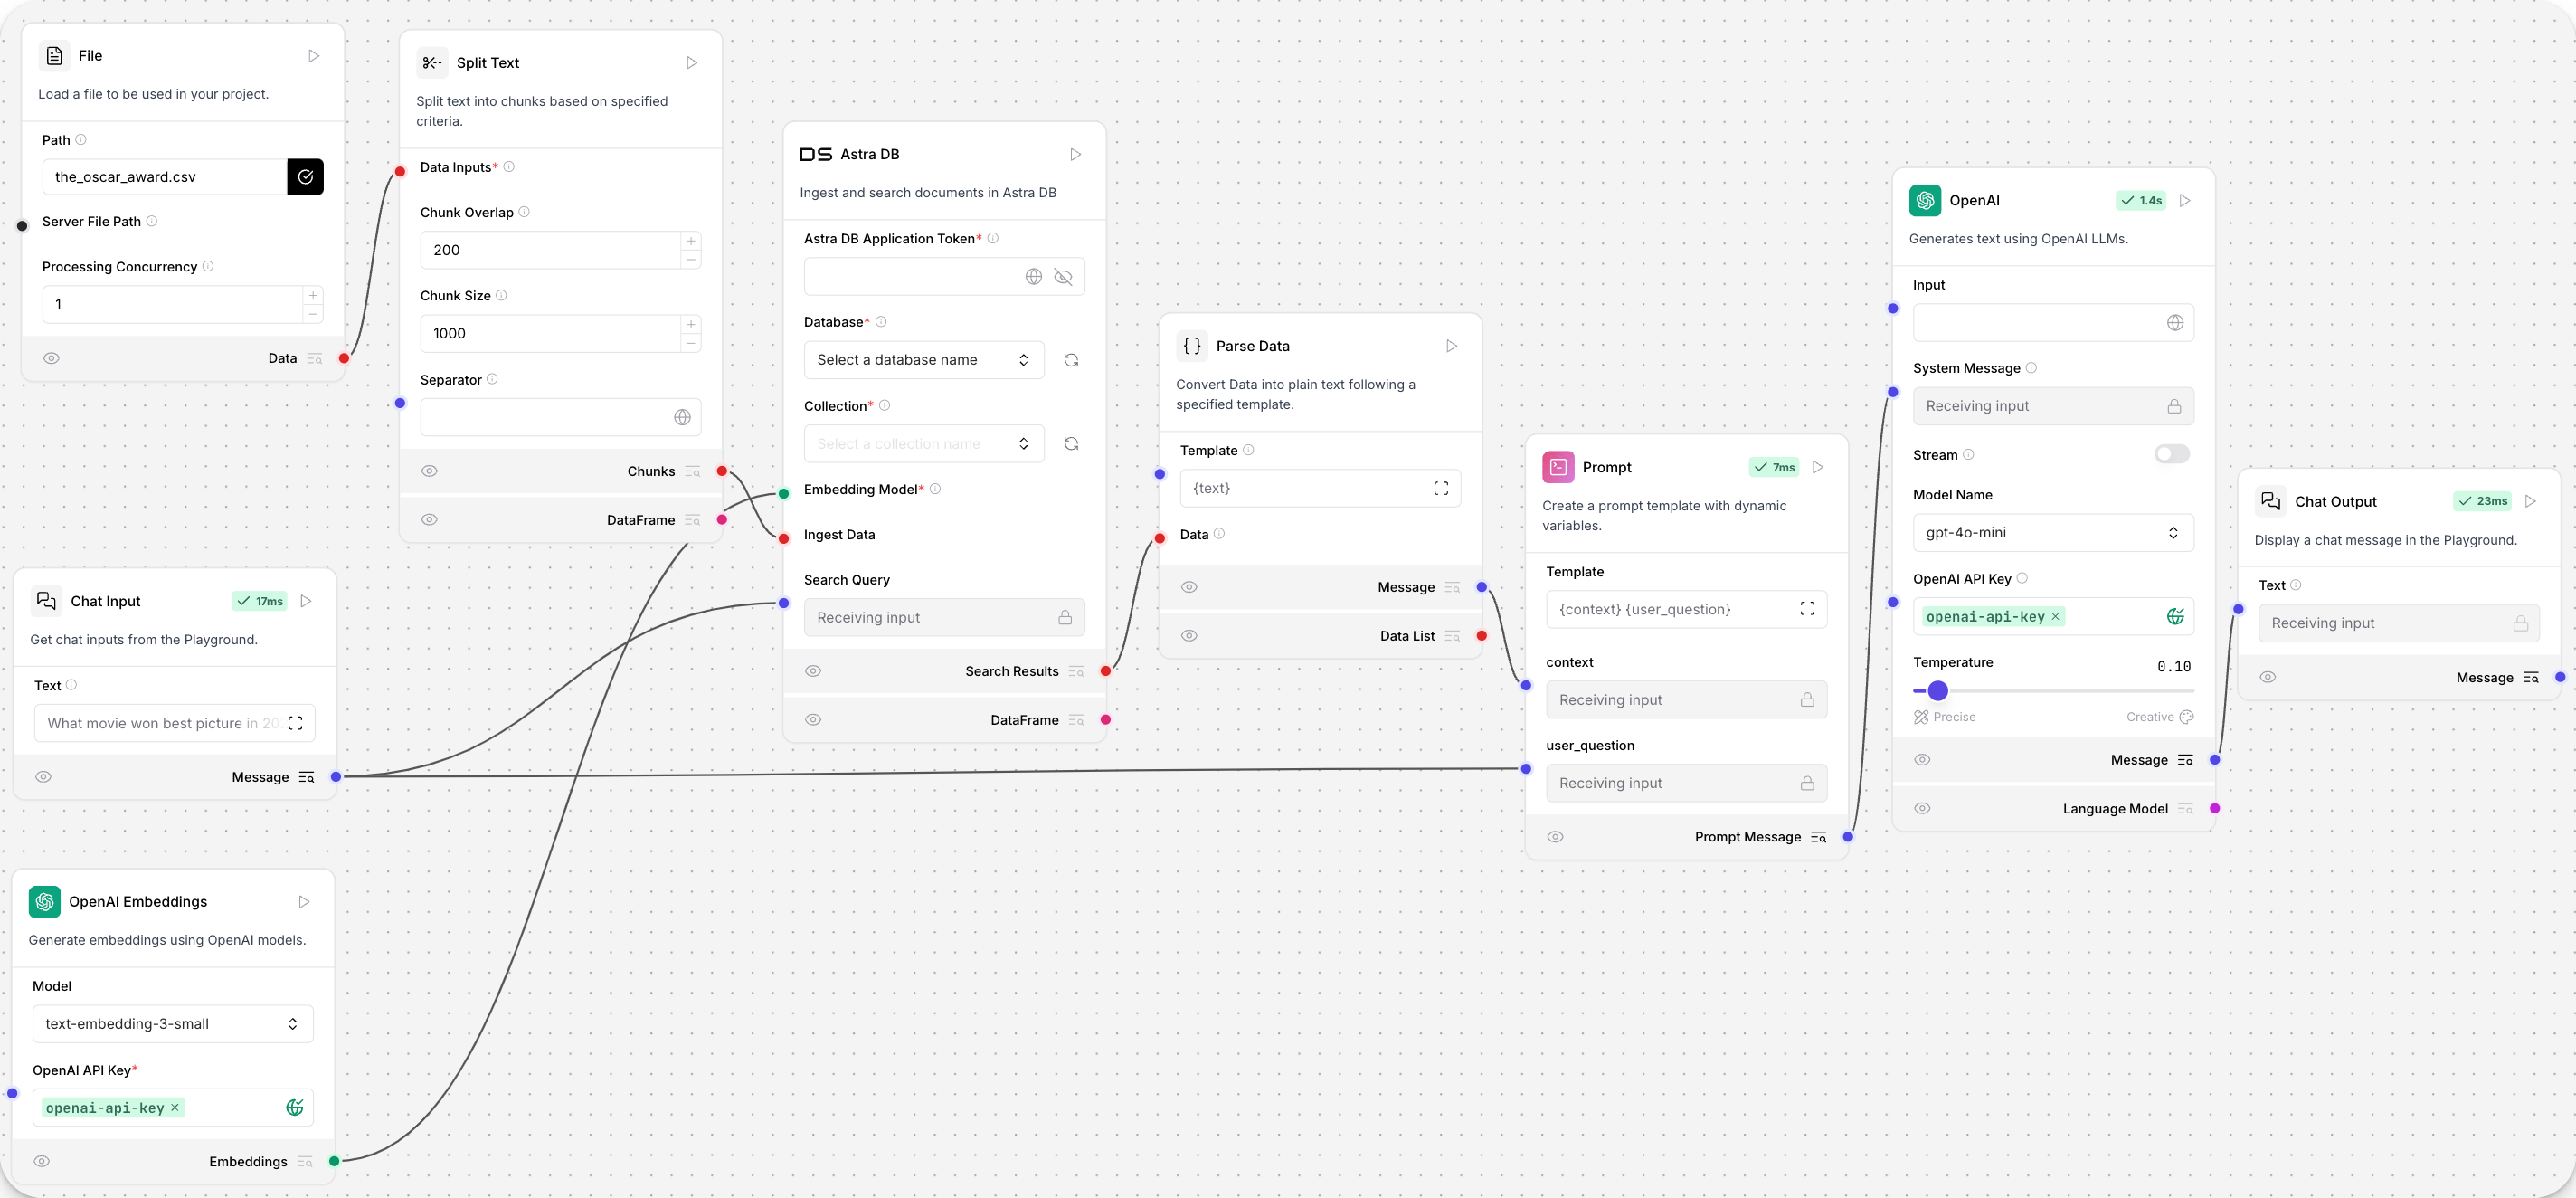 File
Load a file to be used in your project.
Path
the_oscar_award.csv
Server File Path
Processing Concurrency
1
Data
Split Text
Split text into chunks based on specified
criteria.
Data Inputs*
Chunk Overlap
200
Chunk Size
1000
Separator
Chunks
DataFrame
Chat Input
17ms
Get chat inputs from the Playground.
Text
What movie won best picture in 20
Message
OpenAI Embeddings
Generate embeddings using OpenAI models.
Model
text-embedding-3-small
OpenAI API Key*
openai-api-key
Embeddings
DS Astra DB
Ingest and search documents in Astra DB
Astra DB Application Token*
Database*
Select a database name
Collection*
Select a collection name
Embedding Model*
Ingest Data
Search Query
Receiving input
Search Results
DataFrame
{ } Parse Data
Convert Data into plain text following a
specified template.
Template
{text}
Data
Message
Data List
Prompt
7ms
Create a prompt template with dynamic
variables.
Template
{context} {user_question}
context
Receiving input
user_question
Receiving input
Prompt Message
OpenAI
1.4s
Generates text using OpenAI LLMs.
Input
System Message
Receiving input
Stream
Model Name
gpt-4o-mini
OpenAI API Key
openai-api-key
Temperature
0.10
Precise
Creative
Message
Language Model
Chat Output
23ms
Display a chat message in the Playground.
Text
Receiving input
Message